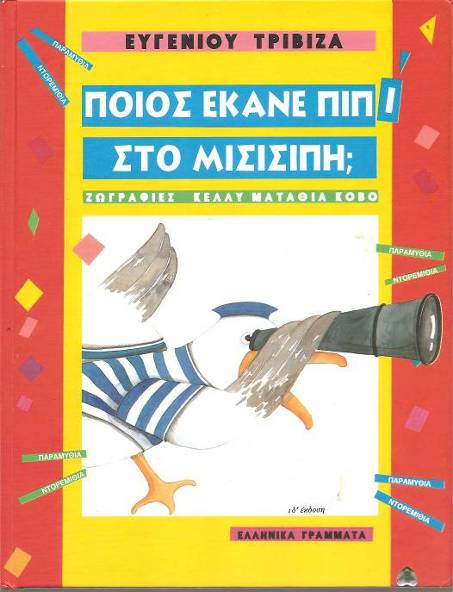 ΕΥΓΕΝΙΟΥ ΤΡΙΒΙΖΑ
ΠΑΡΑΜΥΘΙΑ
ΝΤΟΡΕΜΙΘΙΑ
ΠΟΙΟΣ ΕΚΑΝΕ ΠΙΠΙ
ΣΤΟ ΜΙΣΙΣΙΠΗ;
ΖΩΓΡΑΦΙΕΣ ΚΕΛΛΥ ΜΑΤΑΘΙΑ ΚΟΒΟ
ΠΑΡΑΜΥΘΙΑ
ΝΤΟΡΕΜΙΘΙΑ
ΠΑΡΑΜΥΘΙΑ
ΝΤΟΡΕΜΙΘΙΑ
ΠΑΡΑΜΥΘΙΑ
ΝΤΟΡΕΜΙΘΙΑ
ιδ' έκδοση
ΕΛΛΗΝΙΚΑ ΓΡΑΜΜΑΤΑ